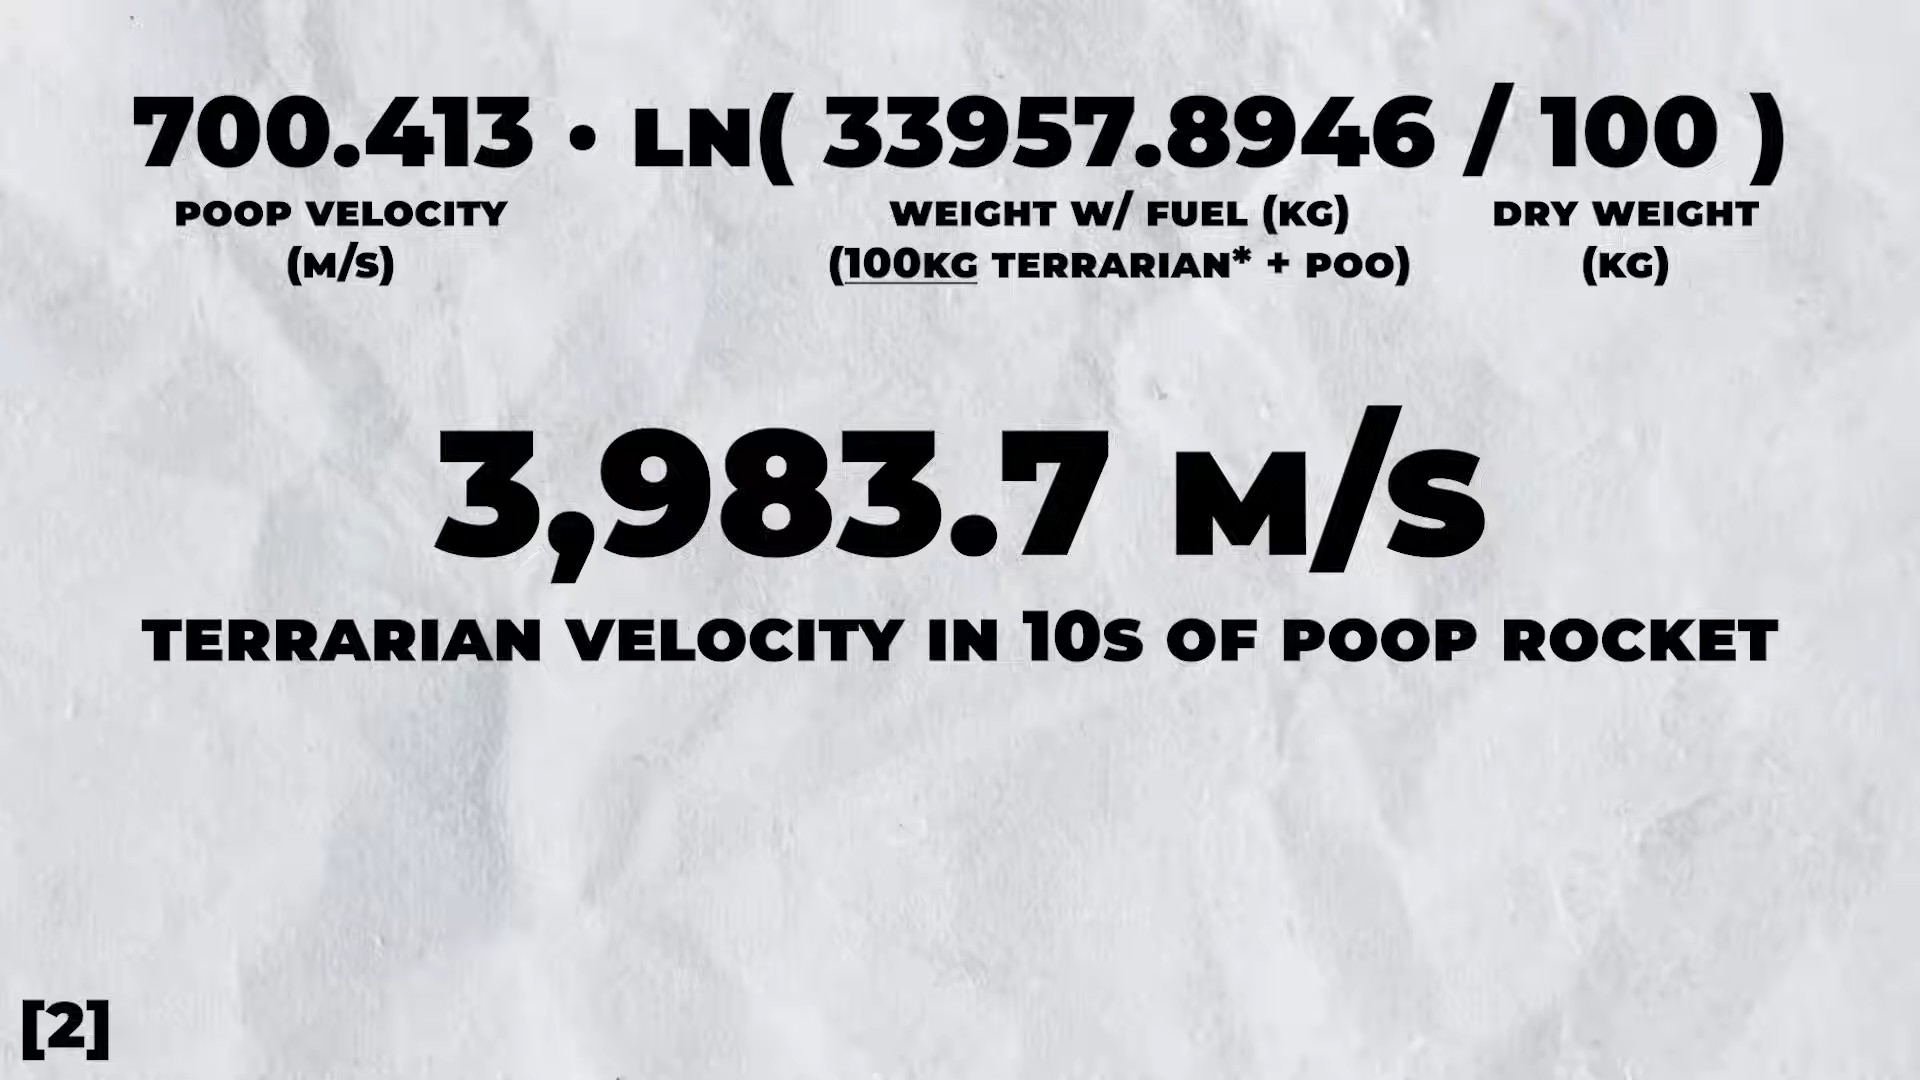 700.413 • LN( 33957.8946 / 100 )
POOP VELOCITY WEIGHT W/ FUEL (KG) DRY WEIGHT
(M/S) (100KG TERRARIAN* + POO) (KG)
3,983.7 M/S
TERRARIAN VELOCITY IN 10S OF POOP ROCKET
[2]